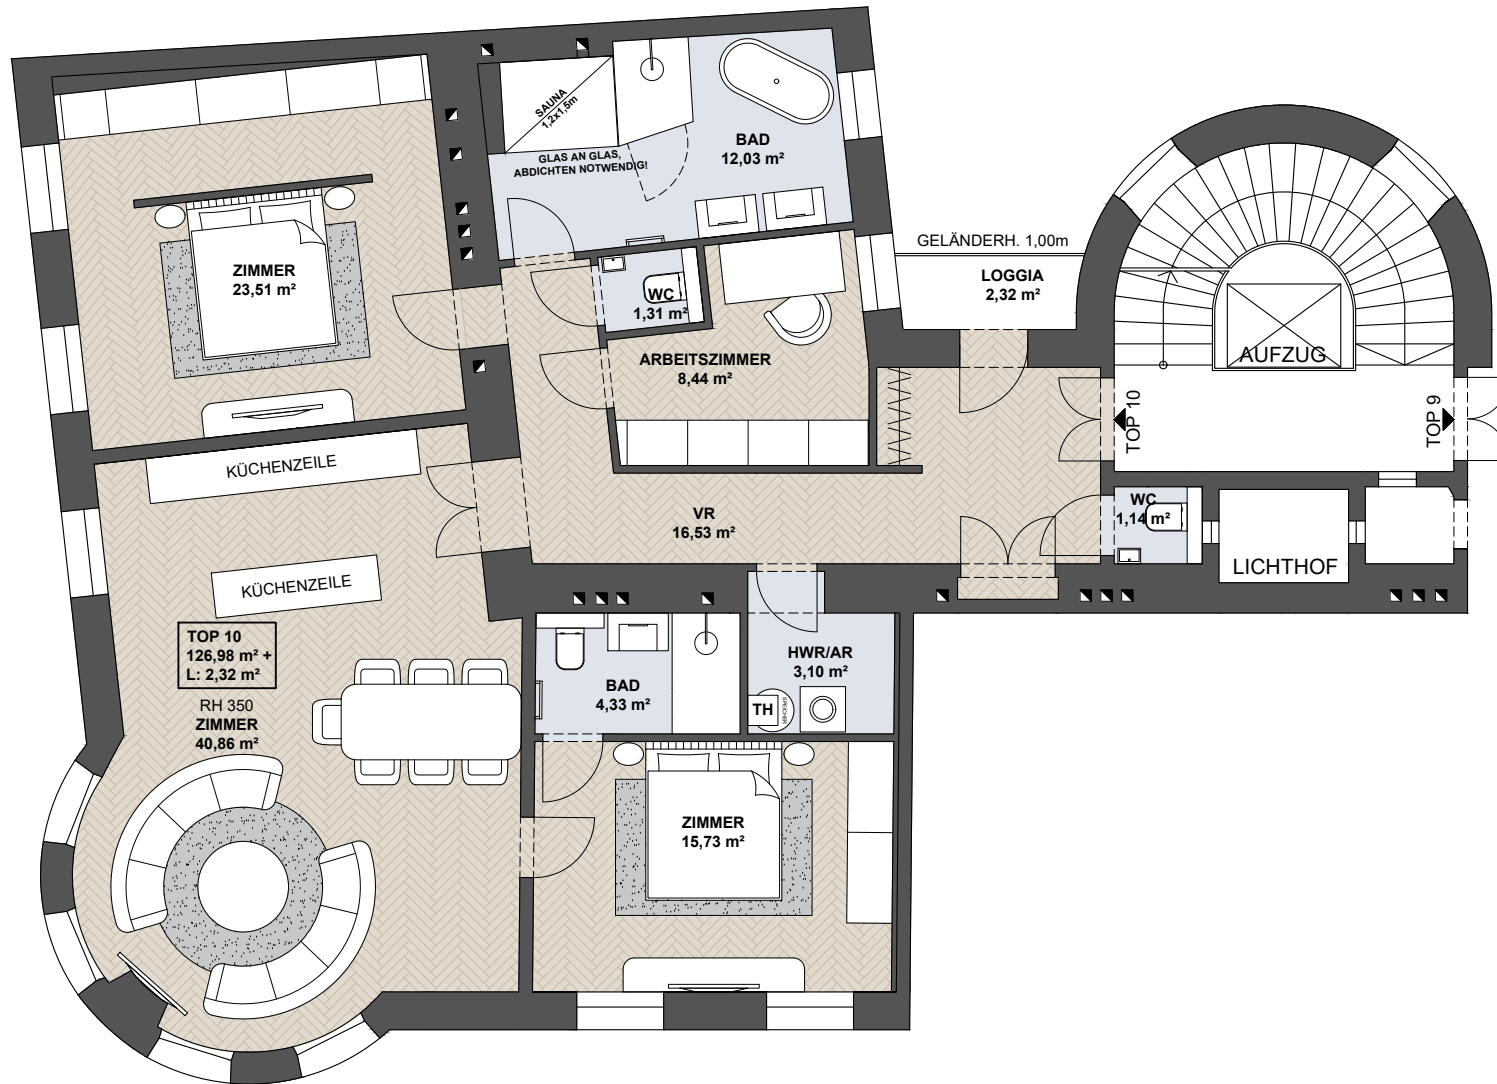 SAUNA
1,2x1,5m
GLAS AN GLAS,
ABDICHTEN NOTWENDIG!
BAD
12,03 m²
ZIMMER
23,51 m²
WC
1,31 m²
GELÄNDERH. 1,00m
LOGGIA
2,32 m²
ARBEITSZIMMER
8,44 m²
AUFZUG
TOP 10
TOP 9
KÜCHENZEILE
VR
16,53 m²
WC
1,14 m²
LICHTHOF
KÜCHENZEILE
TOP 10
126,98 m² +
L: 2,32 m²
RH 350
ZIMMER
40,86 m²
BAD
4,33 m²
HWR/AR
3,10 m²
TH
SPEICHER
ZIMMER
15,73 m²